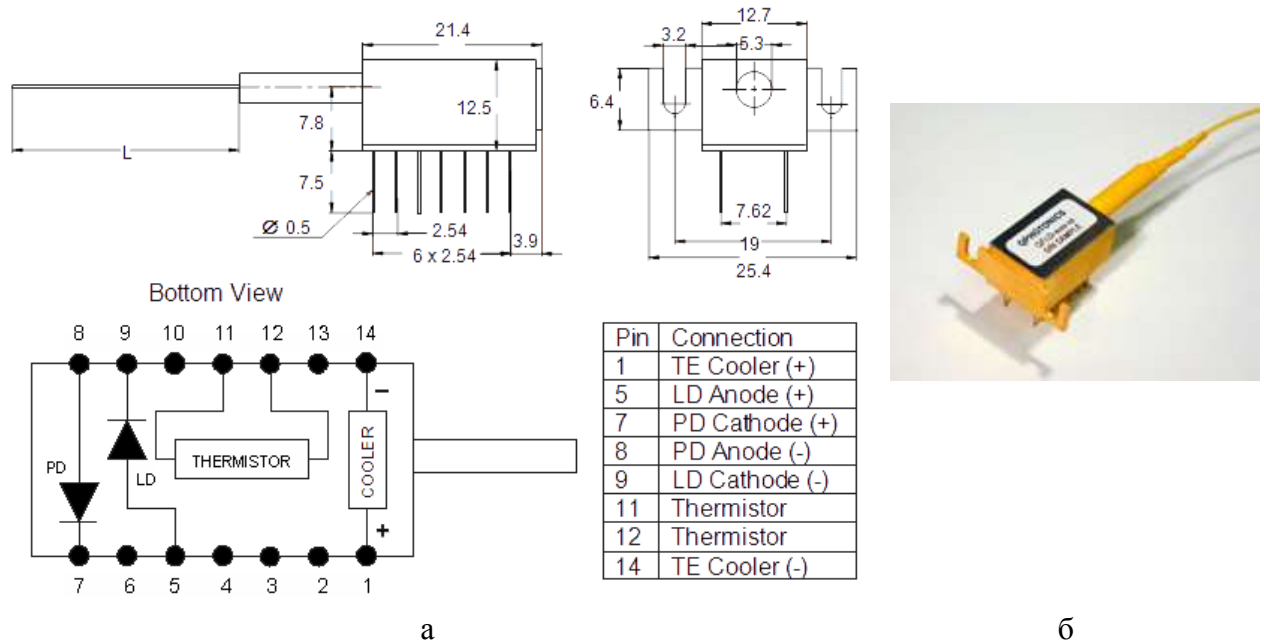 21.4
12.5
7.8
L
7.5
Ø 0.5
2.54
6 x 2.54
3.9
12.7
3.2
5.3
6.4
7.62
19
25.4
Bottom View
8 9 10 11 12 13 14
PD
LD
THERMISTOR
COOLER
−
+
7 6 5 4 3 2 1
Pin Connection
1 TE Cooler (+)
5 LD Anode (+)
7 PD Cathode (+)
8 PD Anode (-)
9 LD Cathode (-)
11 Thermistor
12 Thermistor
14 TE Cooler (-)
QPHOTONICS
SAMPLE
а
б